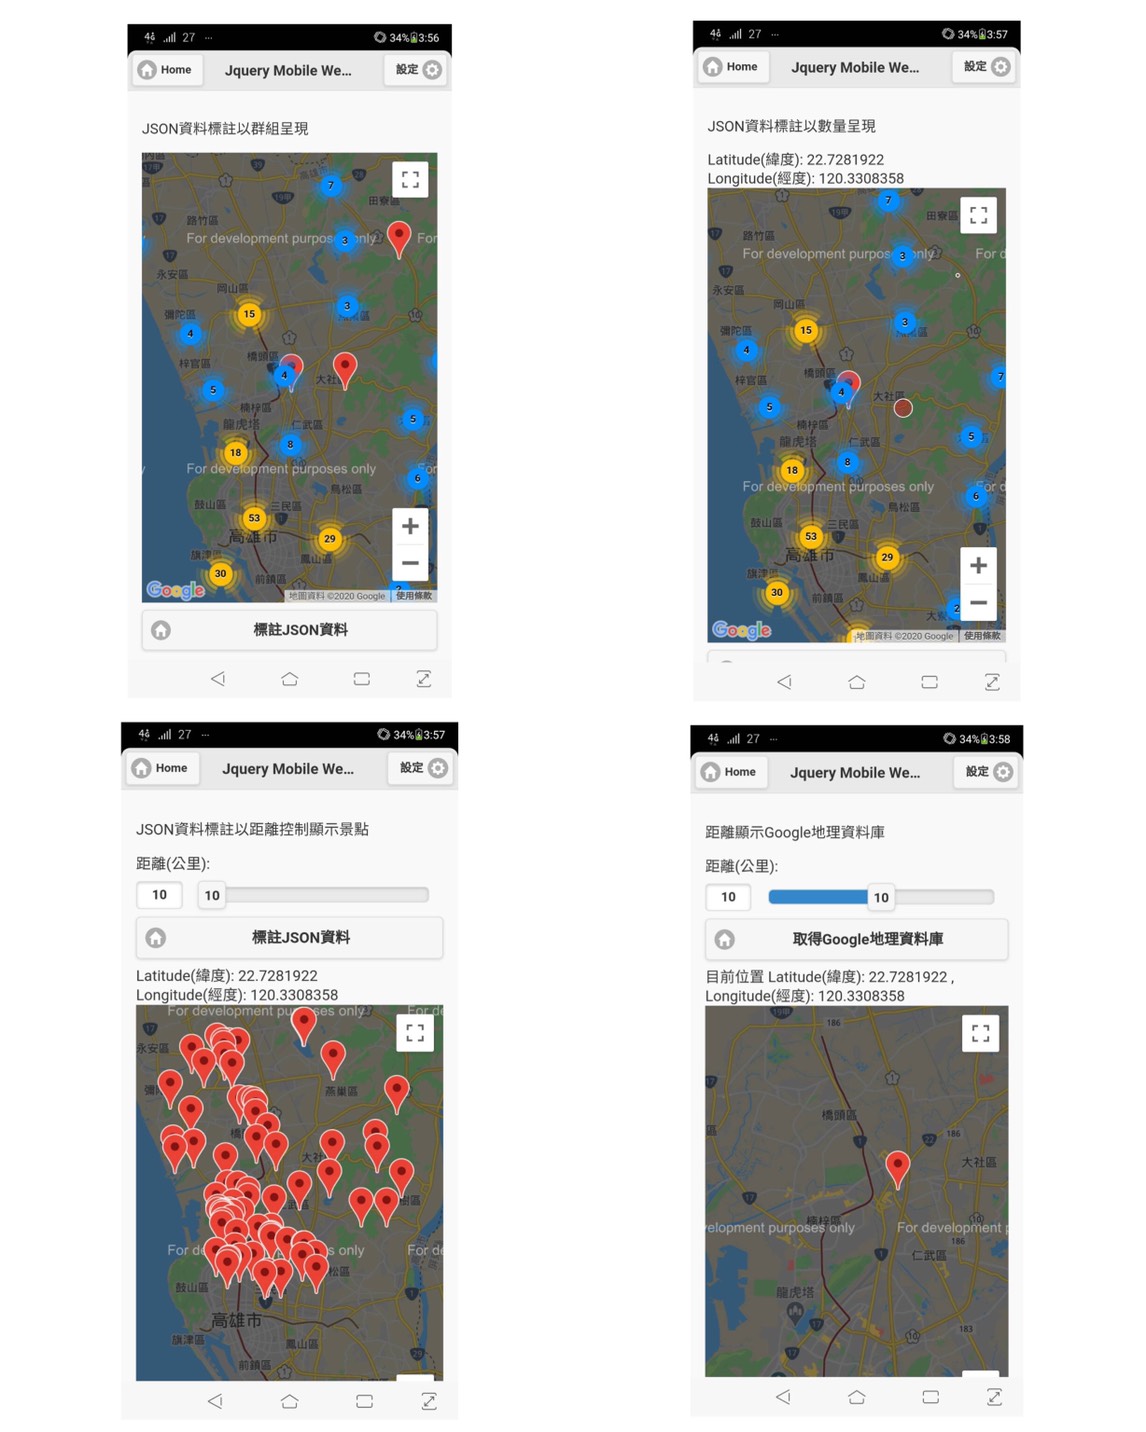 4G 27 ... 34% 3:56
Home Jquery Mobile We... 設定
JSON資料標註以群組呈現
7
田寮區
路竹區
3
For development purposes only For
永安區
岡山區
15
3
彌陀區
4
橋頭區
梓官區
4
大社
5
楠梓區
5
龍虎塔
仁武區
18
8
For development purposes only For
6
鳥松區
鼓山區
53
三民區
高雄市
29
旗津
鳳山區
30
前鎮區
Google
地圖資料 ©2020 Google 使用條款
標註JSON資料
4G 27 ... 34% 3:57
Home Jquery Mobile We... 設定
JSON資料標註以數量呈現
Latitude(緯度): 22.7281922
Longitude(經度): 120.3308358
7
田寮區
路竹區
For development purposes only For d
3
永安區
岡山區
15
3
彌陀區
4
橋頭區
梓官區
4
大社區
7
5
楠梓區
龍虎塔
仁武區
5
18
8
For development purposes only For d
6
鳥松區
鼓山區
53
三民區
高雄市
29
旗津區
鳳山區
30
前鎮區
2
Google
地圖資料 ©2020 Google 使用條款
4G 27 ... 34% 3:57
Home Jquery Mobile We... 設定
JSON資料標註以距離控制顯示景點
距離(公里):
10 10
標註JSON資料
Latitude(緯度): 22.7281922
Longitude(經度): 120.3308358
For development purposes only For de
17
永安區
燕巢區
大社
樹區
For de s only For de
松區
鼓山區
高雄市
1
旗津區
鳳山區
前鎮區
29
4G 27 ... 34% 3:58
Home Jquery Mobile We... 設定
距離顯示Google地理資料庫
距離(公里):
10 10
取得Google地理資料庫
目前位置 Latitude(緯度): 22.7281922 ,
Longitude(經度): 120.3308358
186
1
橋頭區
1
22
186
大社區
17
楠梓區
velopment purposes only For development p
186
1
仁武區
龍虎塔
17
183
17